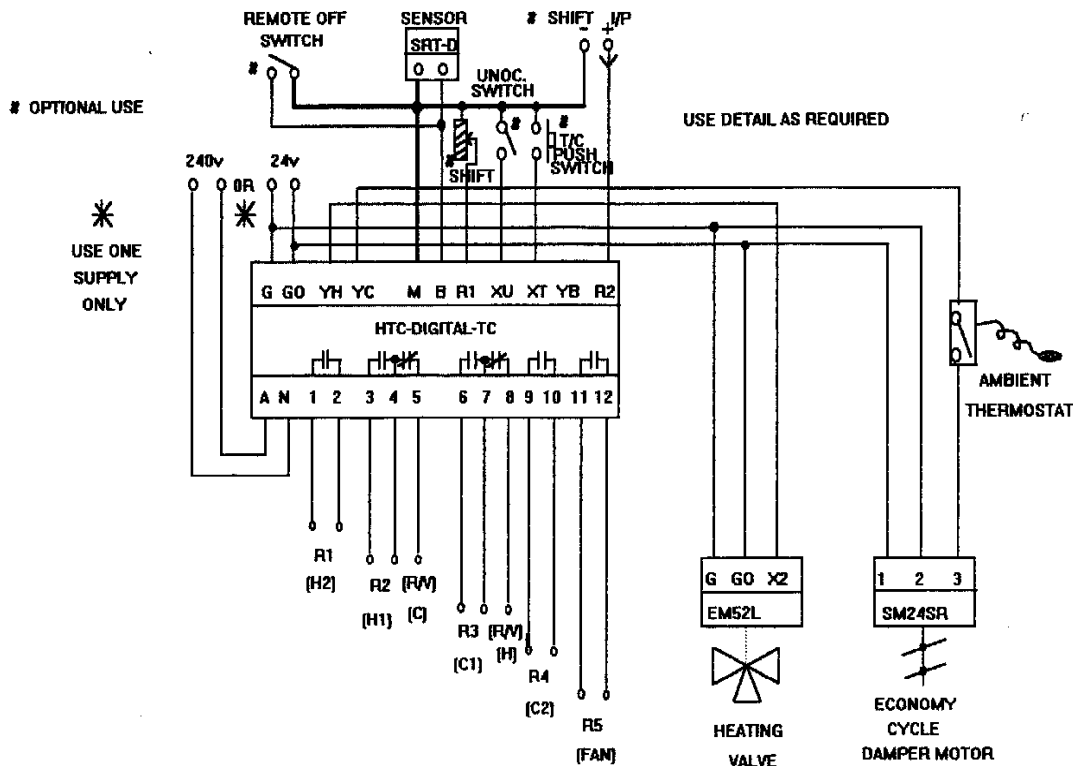 REMOTE OFF
SWITCH
#
SENSOR
SRT-D
# SHIFT
- + I/P
# OPTIONAL USE
UNOC.
SWITCH
#
#
T/C
PUSH
SWITCH
#
SHIFT
USE DETAIL AS REQUIRED
240v OR 24v
USE ONE
SUPPLY
ONLY
G GO YH YC M B R1 XU XT YB R2
HTC-DIGITAL-TC
A N 1 2 3 4 5 6 7 8 9 10 11 12
AMBIENT
THERMOSTAT
R1
(H2)
R2
(H1)
(R/V)
(C)
R3
(C1)
(R/V)
(H)
R4
(C2)
R5
(FAN)
G GO X2
EM52L
HEATING
VALVE
1 2 3
SM24SR
ECONOMY
CYCLE
DAMPER MOTOR